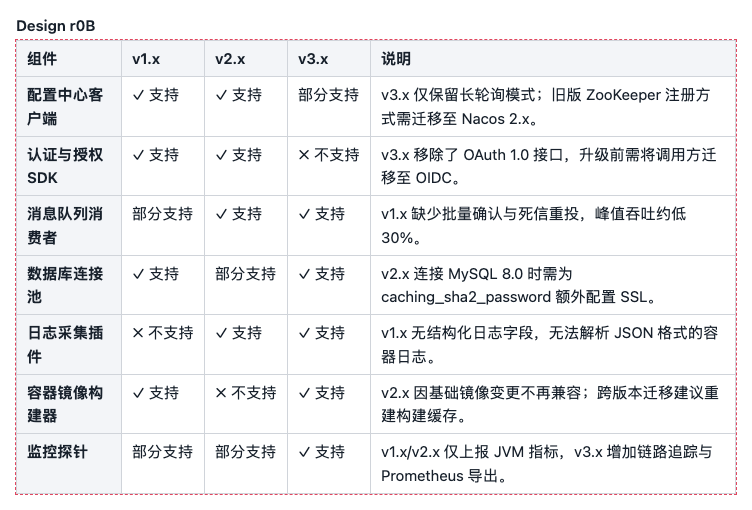 Design r0B
组件 v1.x v2.x v3.x 说明
配置中心客 ✓ 支持 ✓ 支持 部分支持 v3.x 仅保留长轮询模式；旧版 ZooKeeper 注册方
户端 式需迁移至 Nacos 2.x。
认证与授权 ✓ 支持 ✓ 支持 ✕ 不支持 v3.x 移除了 OAuth 1.0 接口，升级前需将调用方迁
SDK 移至 OIDC。
消息队列消 部分支持 ✓ 支持 ✓ 支持 v1.x 缺少批量确认与死信重投，峰值吞吐约低
费者 30%。
数据库连接 ✓ 支持 部分支持 ✓ 支持 v2.x 连接 MySQL 8.0 时需为
池 caching_sha2_password 额外配置 SSL。
日志采集插 ✕ 不支持 ✓ 支持 ✓ 支持 v1.x 无结构化日志字段，无法解析 JSON 格式的容
件 器日志。
容器镜像构 ✓ 支持 ✕ 不支持 ✓ 支持 v2.x 因基础镜像变更不再兼容；跨版本迁移建议重
建器 建构建缓存。
监控探针 部分支持 部分支持 ✓ 支持 v1.x/v2.x 仅上报 JVM 指标，v3.x 增加链路追踪与
Prometheus 导出。